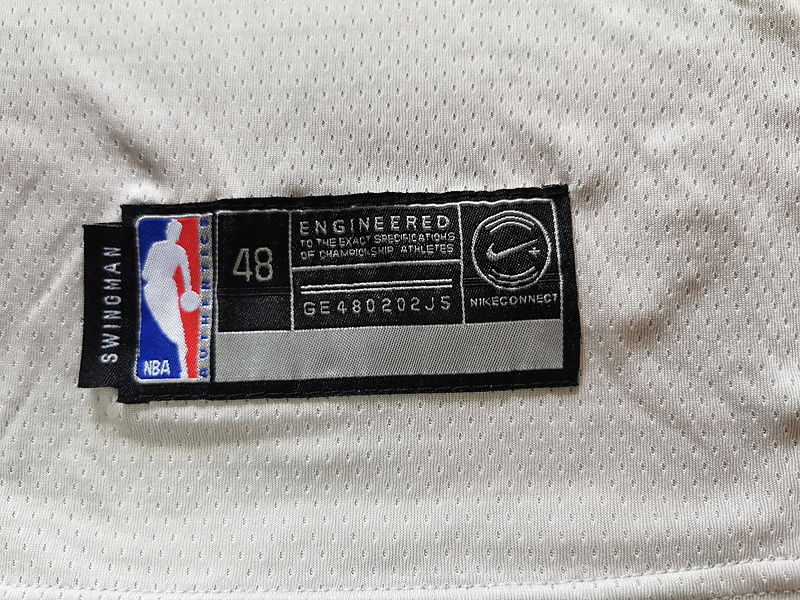 SWINGMAN
NBA
AUTHENTICS
48
ENGINEERED
TO THE EXACT SPECIFICATIONS
OF CHAMPIONSHIP ATHLETES
GE480202J5
NIKECONNECT